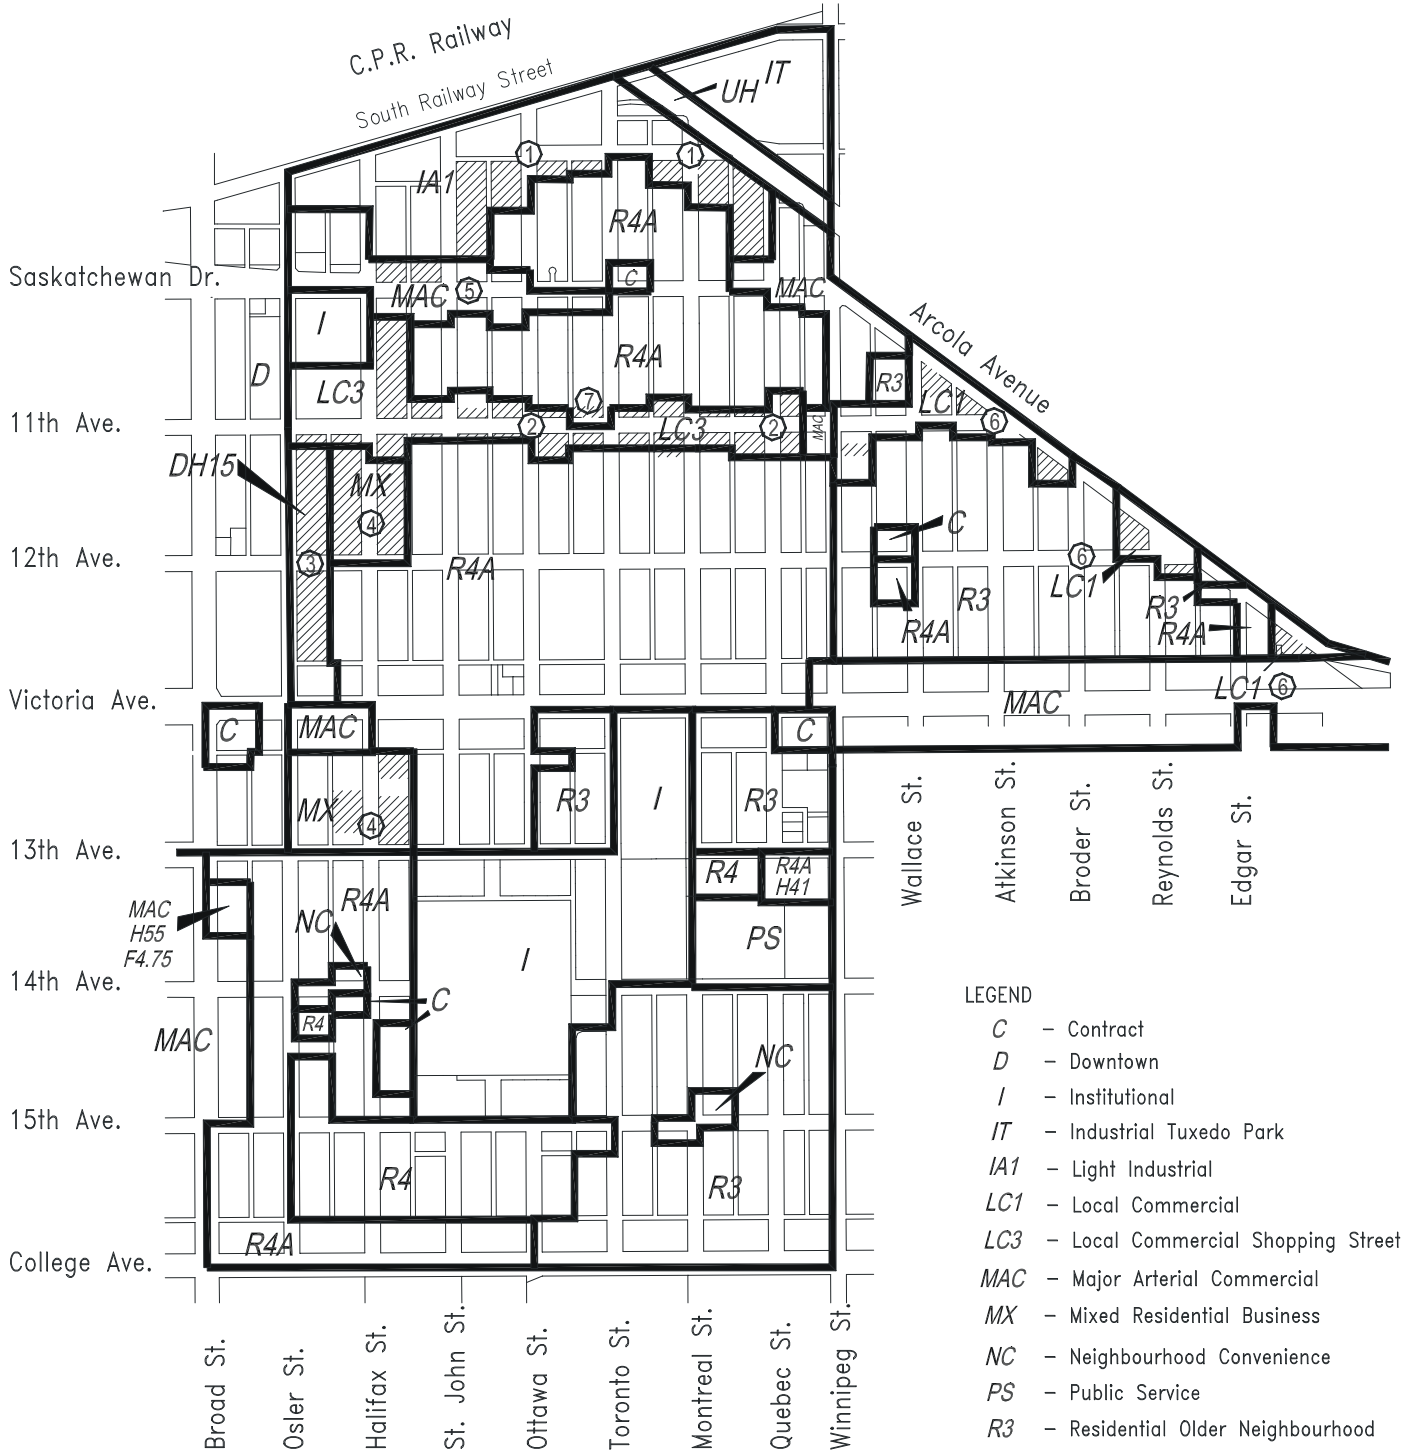 C.P.R. Railway
South Railway Street
IT
UH
1
1
IA1
R4A
Saskatchewan Dr.
C
MAC
5
MAC
I
R4A
Arcola Avenue
D
LC3
R3
LC1
7
6
11th Ave.
2
LC3
2
MAC
DH15
MX
4
C
12th Ave.
3
R4A
6
LC1
R3
R3
R4A
R4A
Victoria Ave.
LC1
6
MAC
C
MAC
C
MX
4
R3
I
R3
13th Ave.
Wallace St.
Atkinson St.
Broder St.
Reynolds St.
Edgar St.
R4
R4A
H41
R4A
NC
MAC
H55
F4.75
PS
I
14th Ave.
C
R4
MAC
NC
15th Ave.
R4
R3
R4A
College Ave.
Broad St.
Osler St.
Halifax St.
St. John St.
Ottawa St.
Toronto St.
Montreal St.
Quebec St.
Winnipeg St.
LEGEND
C – Contract
D – Downtown
I – Institutional
IT – Industrial Tuxedo Park
IA1 – Light Industrial
LC1 – Local Commercial
LC3 – Local Commercial Shopping Street
MAC – Major Arterial Commercial
MX – Mixed Residential Business
NC – Neighbourhood Convenience
PS – Public Service
R3 – Residential Older Neighbourhood